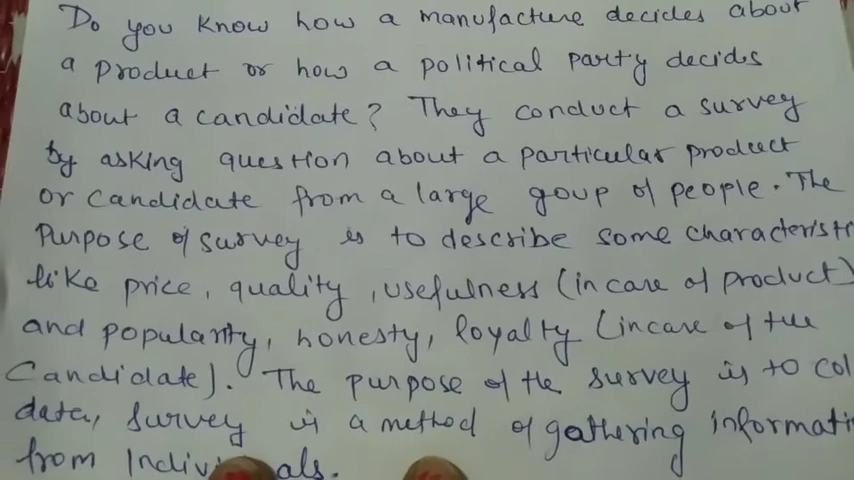 Do you know how a manufacture decides about
a product or how a political party decides
about a candidate? They conduct a survey
by asking question about a particular product
or candidate from a large goup of people. The
Purpose of survey is to describe some characterist
like price, quality, usefulness (in case of product)
and popularity, honesty, loyalty (in case of the
Candidate). The purpose of the survey is to col
data, survey is a method of gathering informati
from Indiv als.